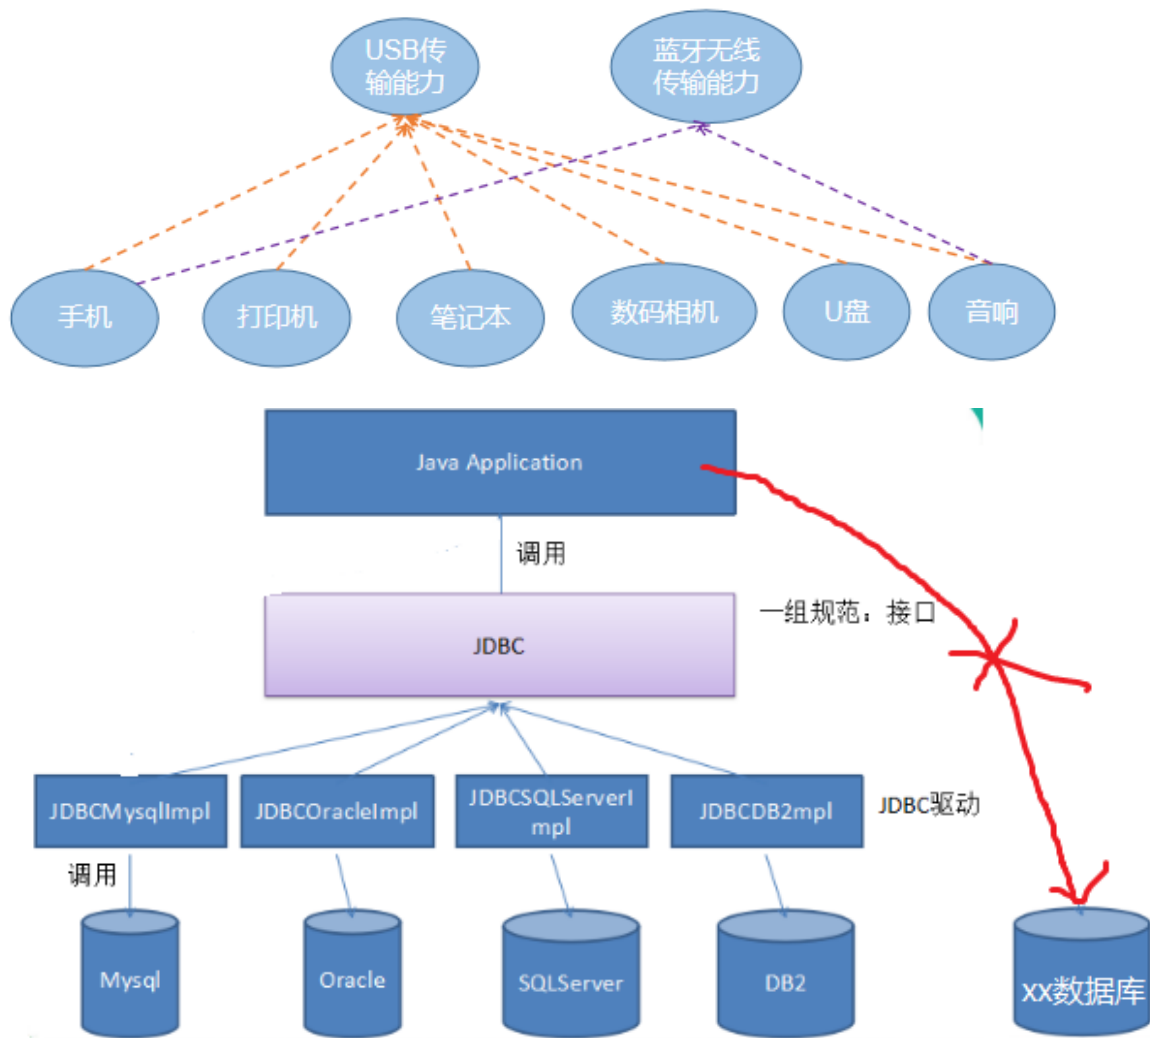 USB传
输能力
蓝牙无线
传输能力
手机
打印机
笔记本
数码相机
U盘
音响
Java Application
调用
一组规范：接口
JDBC
JDBCMysqlImpl
JDBCOracleImpl
JDBCSQLServerI
mpl
JDBCDB2mpl
JDBC驱动
调用
Mysql
Oracle
SQLServer
DB2
xx数据库